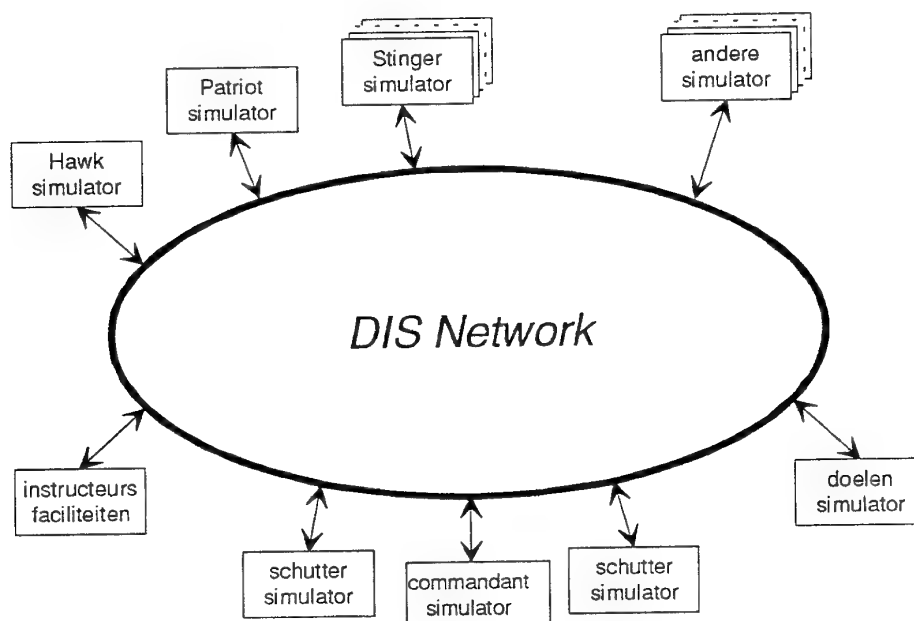 Stinger
simulator
andere
simulator
Patriot
simulator
Hawk
simulator
DIS Network
instructeurs
faciliteiten
doelen
simulator
schutter
simulator
commandant
simulator
schutter
simulator